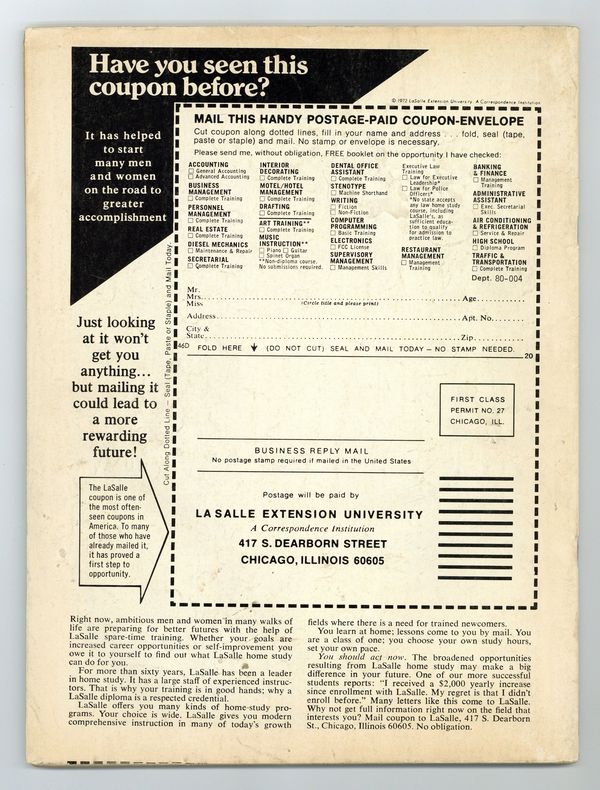 Have you seen this
coupon before?
© 1972 LaSalle Extension University, A Correspondence Institution
It has helped
to start
many men
and women
on the road to
greater
accomplishment
Just looking
at it won't
get you
anything...
but mailing it
could lead to
a more
rewarding
future!
The LaSalle
coupon is one of
the most often-
seen coupons in
America. To many
of those who have
already mailed it,
it has proved a
first step to
opportunity.
Cut Along Dotted Line — Seal (Tape, Paste or Staple) and Mail Today.
MAIL THIS HANDY POSTAGE-PAID COUPON-ENVELOPE
Cut coupon along dotted lines, fill in your name and address . . . fold, seal (tape,
paste or staple) and mail. No stamp or envelope is necessary.
Please send me, without obligation, FREE booklet on the opportunity I have checked:
ACCOUNTING
General Accounting
Advanced Accounting
BUSINESS
MANAGEMENT
Complete Training
PERSONNEL
MANAGEMENT
Complete Training
REAL ESTATE
Complete Training
DIESEL MECHANICS
Maintenance & Repair
SECRETARIAL
Complete Training
INTERIOR
DECORATING
Complete Training
MOTEL/HOTEL
MANAGEMENT
Complete Training
DRAFTING
Complete Training
ART TRAINING**
Complete Training
MUSIC
INSTRUCTION**
Piano Guitar
Spinet Organ
**Non-diploma course.
No submissions required.
DENTAL OFFICE
ASSISTANT
Complete Training
STENOTYPE
Machine Shorthand
WRITING
Fiction
Non-Fiction
COMPUTER
PROGRAMMING
Basic Training
ELECTRONICS
FCC License
SUPERVISORY
MANAGEMENT
Management Skills
Executive Law
Training
Law for Executive
Leadership*
Law for Police
Officers*
*No state accepts
any law home study
course, including
LaSalle's, as
sufficient educa-
tion to qualify
for admission to
practice law.
RESTAURANT
MANAGEMENT
Management
Training
BANKING
& FINANCE
Management
Training
ADMINISTRATIVE
ASSISTANT
Exec. Secretarial
Skills
AIR CONDITIONING
& REFRIGERATION
Service & Repair
HIGH SCHOOL
Diploma Program
TRAFFIC &
TRANSPORTATION
Complete Training
Dept. 80-004
Mr.
Mrs. Age
Miss (Circle title and please print)
Address Apt. No.
City &
State Zip
46D FOLD HERE (DO NOT CUT) SEAL AND MAIL TODAY – NO STAMP NEEDED.
20
FIRST CLASS
PERMIT NO. 27
CHICAGO, ILL.
BUSINESS REPLY MAIL
No postage stamp required if mailed in the United States
Postage will be paid by
LA SALLE EXTENSION UNIVERSITY
A Correspondence Institution
417 S. DEARBORN STREET
CHICAGO, ILLINOIS 60605
Right now, ambitious men and women in many walks of
life are preparing for better futures with the help of
LaSalle spare-time training. Whether your goals are
increased career opportunities or self-improvement you
owe it to yourself to find out what LaSalle home study
can do for you.
For more than sixty years, LaSalle has been a leader
in home study. It has a large staff of experienced instruc-
tors. That is why your training is in good hands; why a
LaSalle diploma is a respected credential.
LaSalle offers you many kinds of home-study pro-
grams. Your choice is wide. LaSalle gives you modern
comprehensive instruction in many of today's growth
fields where there is a need for trained newcomers.
You learn at home; lessons come to you by mail. You
are a class of one; you choose your own study hours,
set your own pace.
You should act now. The broadened opportunities
resulting from LaSalle home study may make a big
difference in your future. One of our more successful
students reports: "I received a $2,000 yearly increase
since enrollment with LaSalle. My regret is that I didn't
enroll before." Many letters like this come to LaSalle.
Why not get full information right now on the field that
interests you? Mail coupon to LaSalle, 417 S. Dearborn
St., Chicago, Illinois 60605. No obligation.